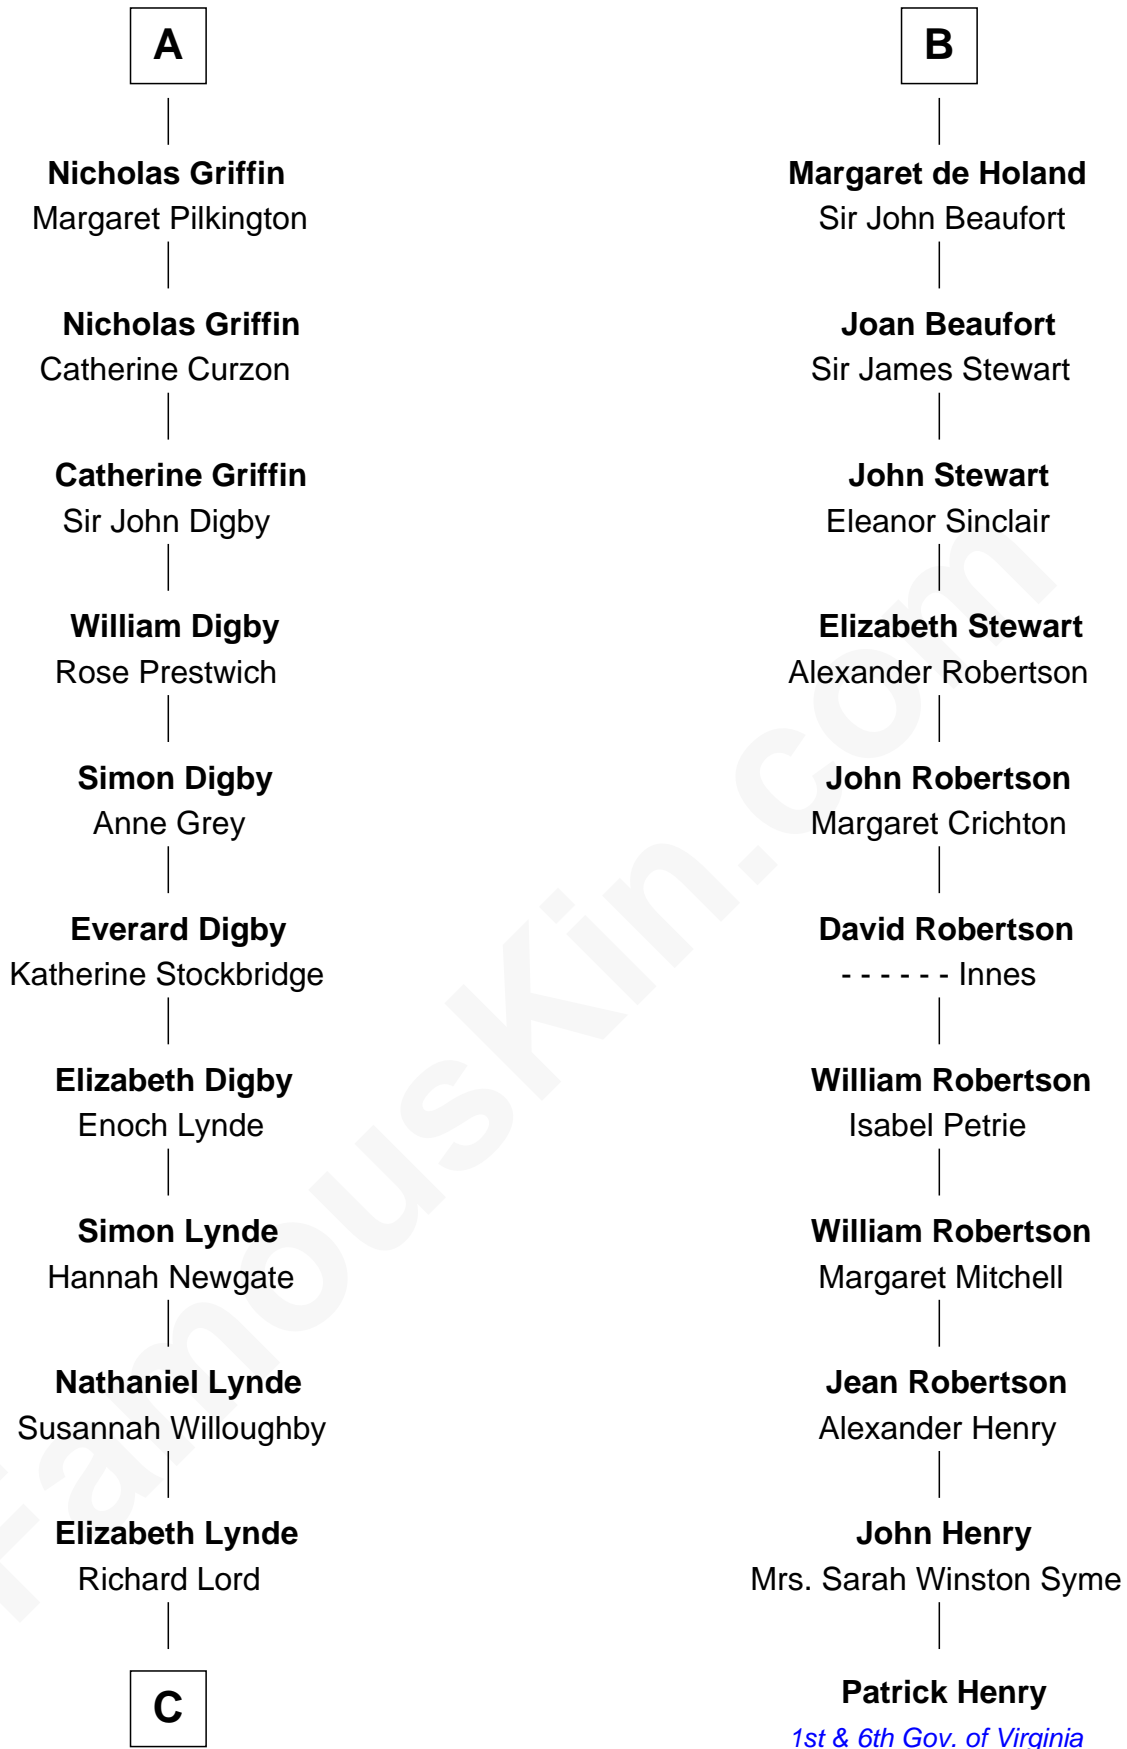 A
Nicholas Griffin
Margaret Pilkington
Nicholas Griffin
Catherine Curzon
Catherine Griffin
Sir John Digby
William Digby
Rose Prestwich
Simon Digby
Anne Grey
Everard Digby
Katherine Stockbridge
Elizabeth Digby
Enoch Lynde
Simon Lynde
Hannah Newgate
Nathaniel Lynde
Susannah Willoughby
Elizabeth Lynde
Richard Lord
C
B
Margaret de Holand
Sir John Beaufort
Joan Beaufort
Sir James Stewart
John Stewart
Eleanor Sinclair
Elizabeth Stewart
Alexander Robertson
John Robertson
Margaret Crichton
David Robertson
- - - - - - Innes
William Robertson
Isabel Petrie
William Robertson
Margaret Mitchell
Jean Robertson
Alexander Henry
John Henry
Mrs. Sarah Winston Syme
Patrick Henry
1st & 6th Gov. of Virginia
FamousKin.com